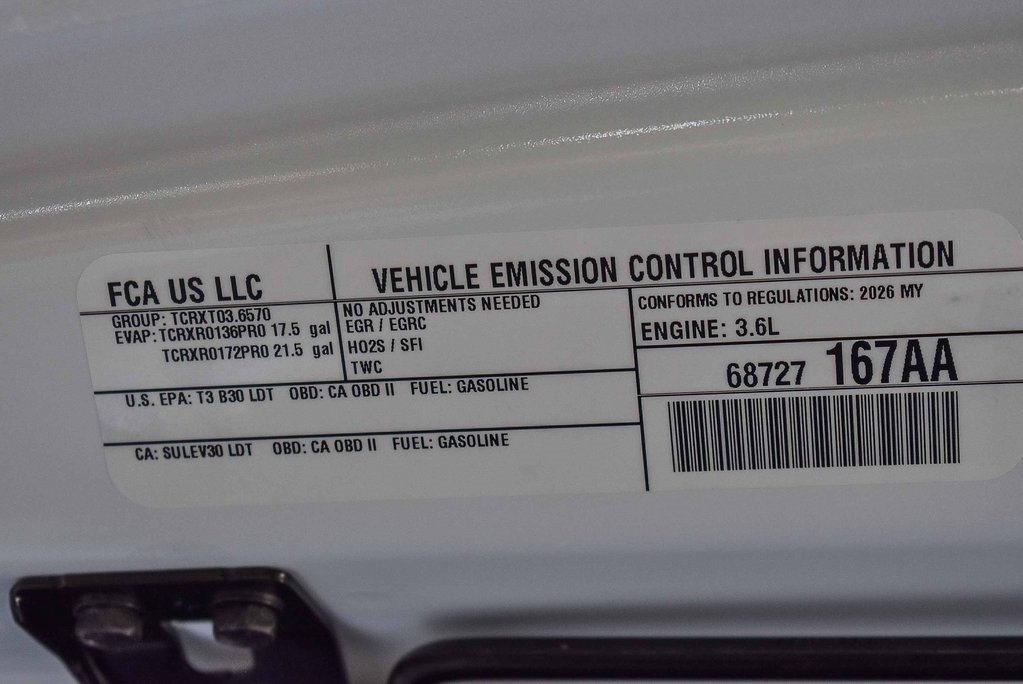 FCA US LLC
VEHICLE EMISSION CONTROL INFORMATION
GROUP: TCRXT03.6570
EVAP: TCRXR0136PR0 17.5 gal
TCRXR0172PR0 21.5 gal
NO ADJUSTMENTS NEEDED
EGR / EGRC
HO2S / SFI
TWC
CONFORMS TO REGULATIONS: 2026 MY
ENGINE: 3.6L
68727 167AA
U.S. EPA: T3 B30 LDT OBD: CA OBD II FUEL: GASOLINE
CA: SULEV30 LDT OBD: CA OBD II FUEL: GASOLINE